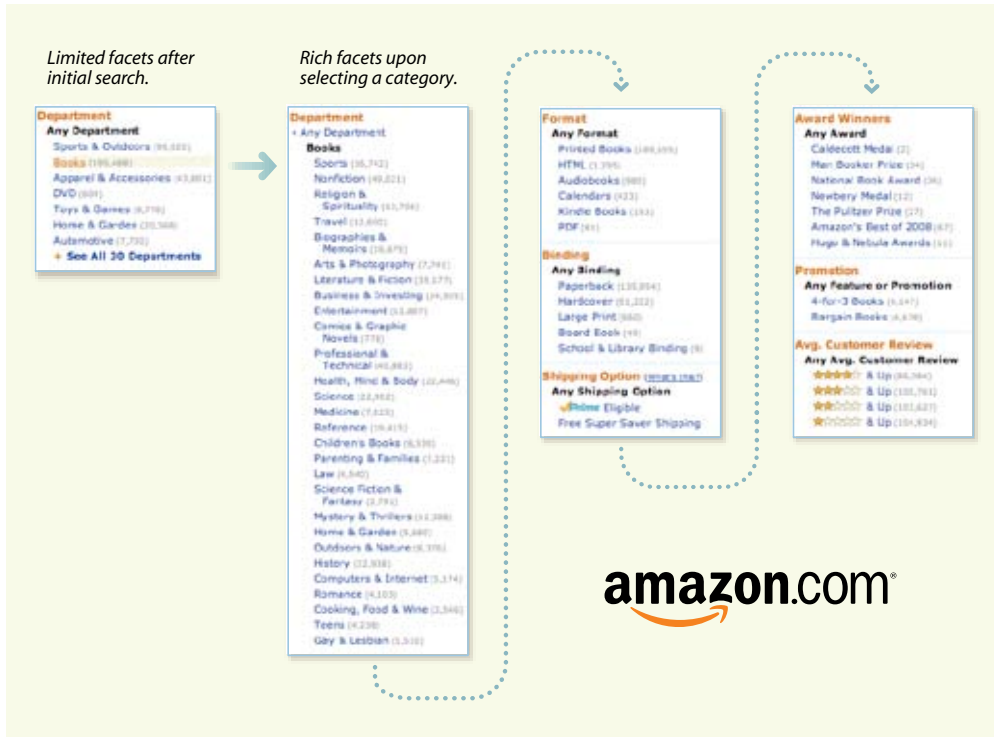 Limited facets after
initial search.
Department
Any Department
Sports & Outdoors
Books
Apparel & Accessories
DVD
Toys & Games
Home & Garden
Automotive
+ See All 30 Departments
Rich facets upon
selecting a category.
Department
‹ Any Department
Books
Sports
Nonfiction
Religion &
Spirituality
Travel
Biographies &
Memoirs
Arts & Photography
Literature & Fiction
Business & Investing
Entertainment
Comics & Graphic
Novels
Professional &
Technical
Health, Mind & Body
Science
Medicine
Reference
Children's Books
Parenting & Families
Law
Science Fiction &
Fantasy
Mystery & Thrillers
Home & Garden
Outdoors & Nature
History
Computers & Internet
Romance
Cooking, Food & Wine
Teens
Gay & Lesbian
Format
Any Format
Printed Books
HTML
Audiobooks
Calendars
Kindle Books
PDF
Binding
Any Binding
Paperback
Hardcover
Large Print
Board Book
School & Library Binding
Shipping Option (What's this?)
Any Shipping Option
Prime Eligible
Free Super Saver Shipping
Award Winners
Any Award
Caldecott Medal
Man Booker Prize
National Book Award
Newbery Medal
The Pulitzer Prize
Amazon's Best of 2008
Hugo & Nebula Awards
Promotion
Any Feature or Promotion
4-for-3 Books
Bargain Books
Avg. Customer Review
Any Avg. Customer Review
& Up
& Up
& Up
& Up
amazon.com®